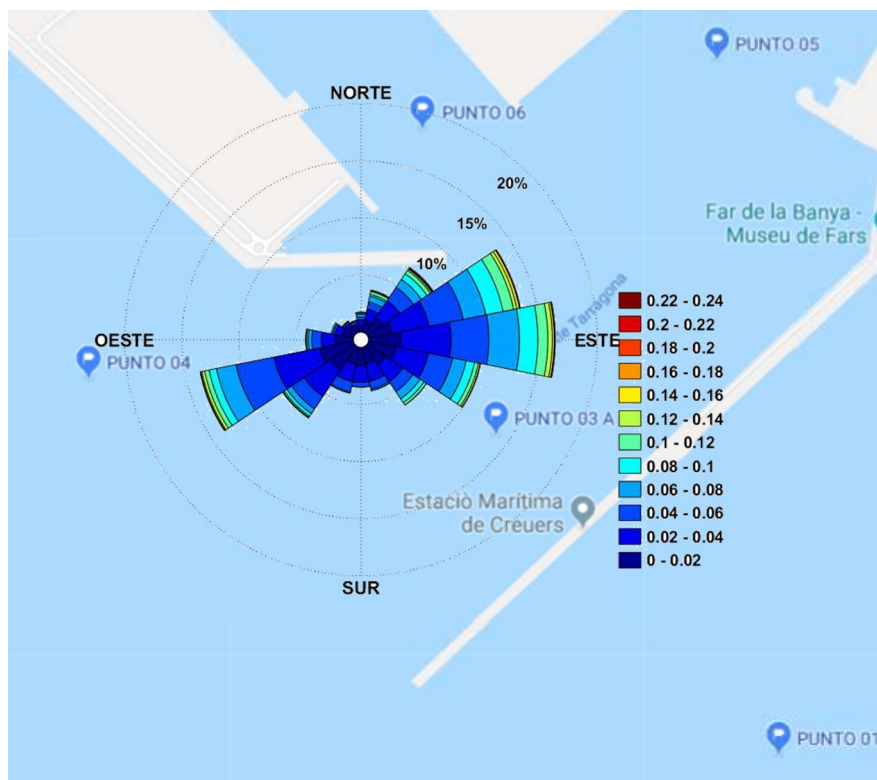 PUNTO 05
NORTE
PUNTO 06
20%
15%
Far de la Banya -
Museu de Fars
10%
de Tarragona
OESTE
ESTE
PUNTO 04
PUNTO 03 A
Estació Marítima
de Creuers
SUR
0.22 - 0.24
0.2 - 0.22
0.18 - 0.2
0.16 - 0.18
0.14 - 0.16
0.12 - 0.14
0.1 - 0.12
0.08 - 0.1
0.06 - 0.08
0.04 - 0.06
0.02 - 0.04
0 - 0.02
PUNTO 01